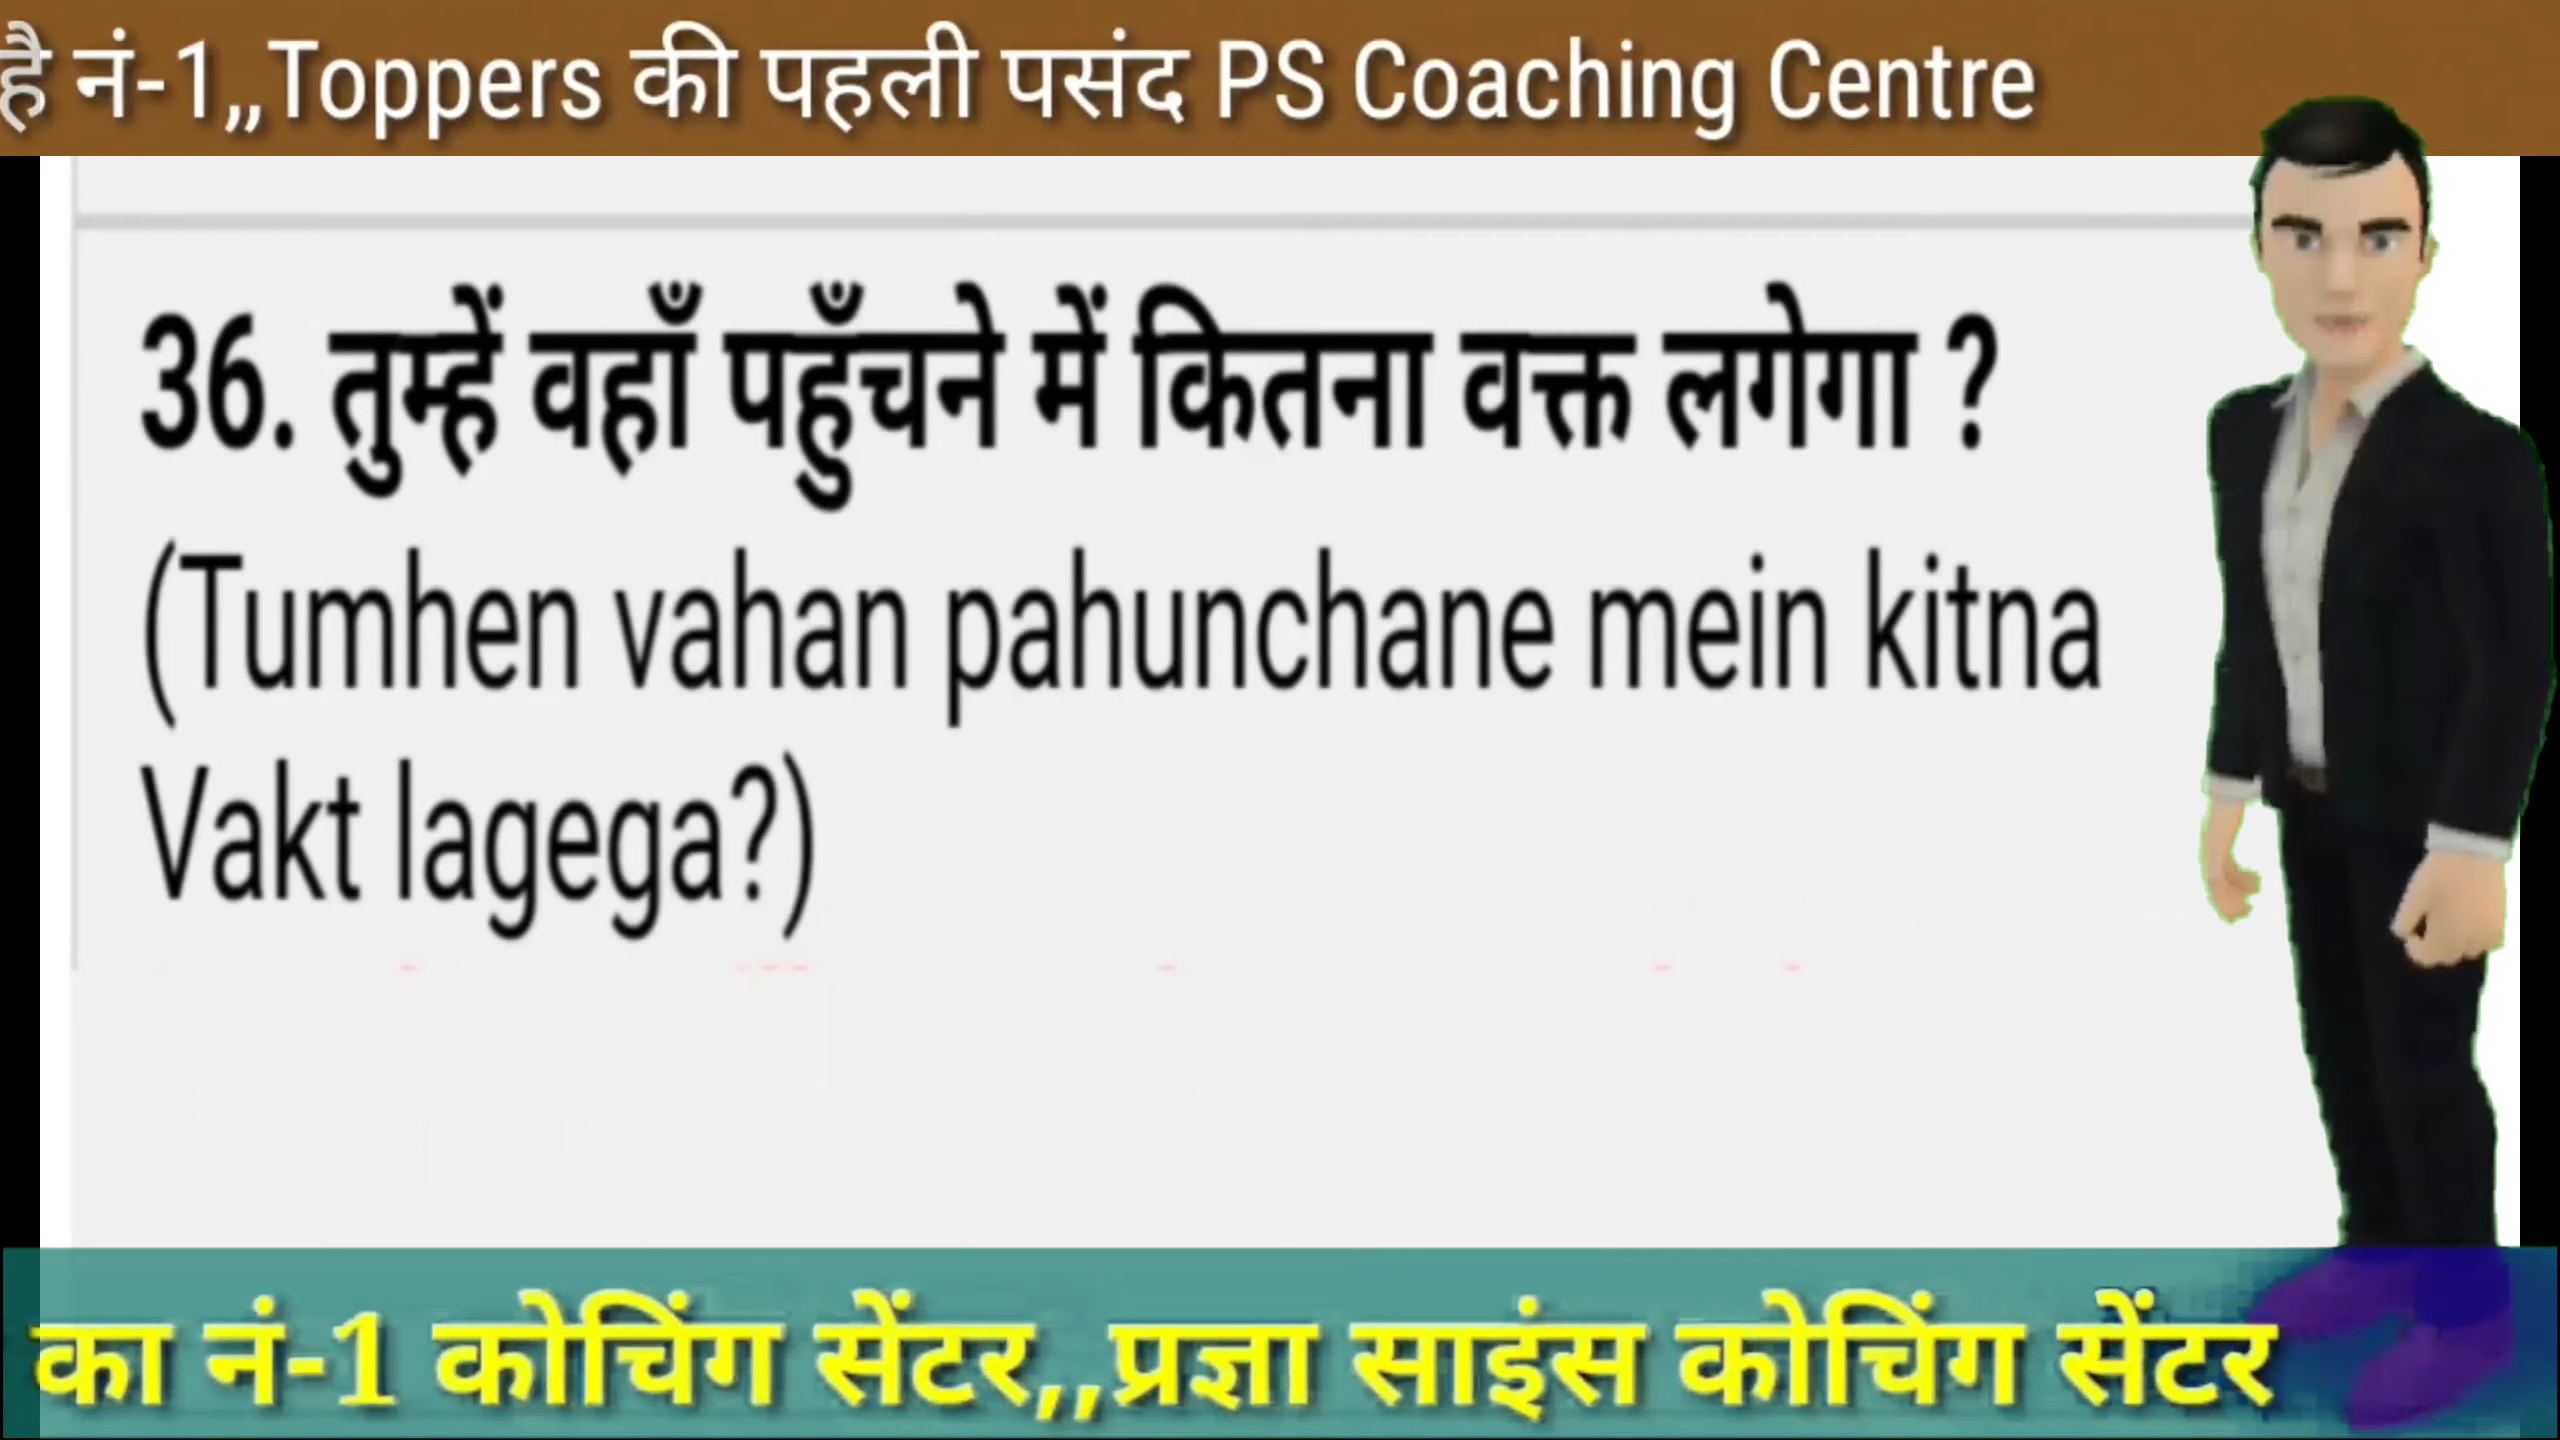 है नं-1,,Toppers की पहली पसंद PS Coaching Centre
36. तुम्हें वहाँ पहुँचने में कितना वक्त लगेगा ?
(Tumhen vahan pahunchane mein kitna
Vakt lagega?)
का नं-1 कोचिंग सेंटर,,प्रज्ञा साइंस कोचिंग सेंटर